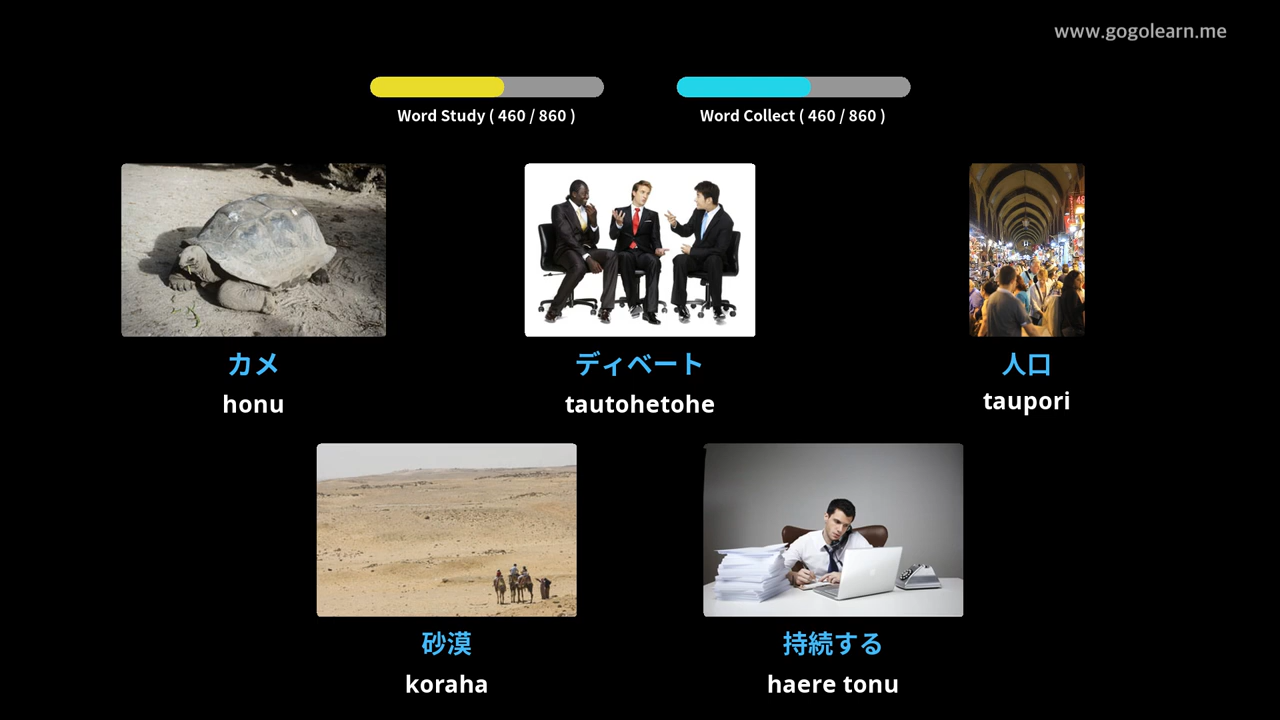 www.gogolearn.me
Word Study ( 460 / 860 )
Word Collect ( 460 / 860 )
カメ
honu
ディベート
tautohetohe
人口
taupori
砂漠
koraha
持続する
haere tonu